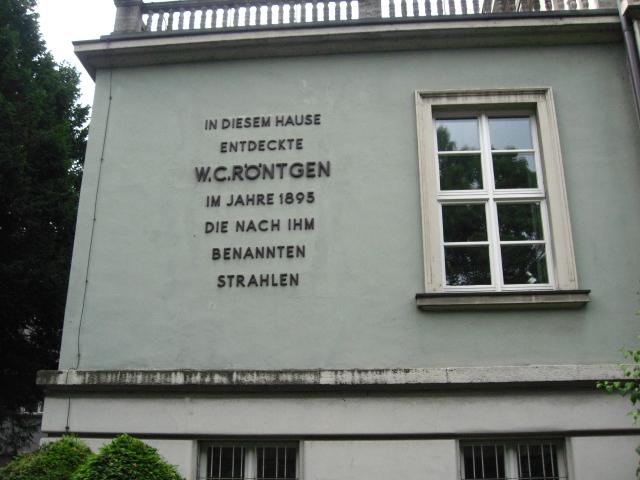 IN DIESEM HAUSE
ENTDECKTE
W.C.RÖNTGEN
IM JAHRE 1895
DIE NACH IHM
BENANNTEN
STRAHLEN